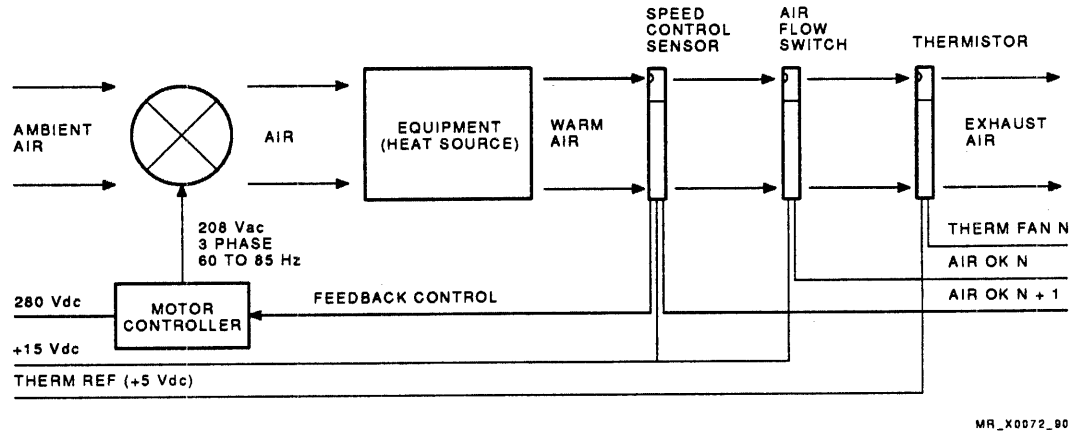 SPEED
CONTROL
SENSOR
AIR
FLOW
SWITCH
THERMISTOR
AMBIENT
AIR
AIR
EQUIPMENT
(HEAT SOURCE)
WARM
AIR
EXHAUST
AIR
208 Vac
3 PHASE
60 TO 85 Hz
THERM FAN N
AIR OK N
AIR OK N + 1
280 Vdc
MOTOR
CONTROLLER
FEEDBACK CONTROL
+15 Vdc
THERM REF (+5 Vdc)
MR_X0072_90